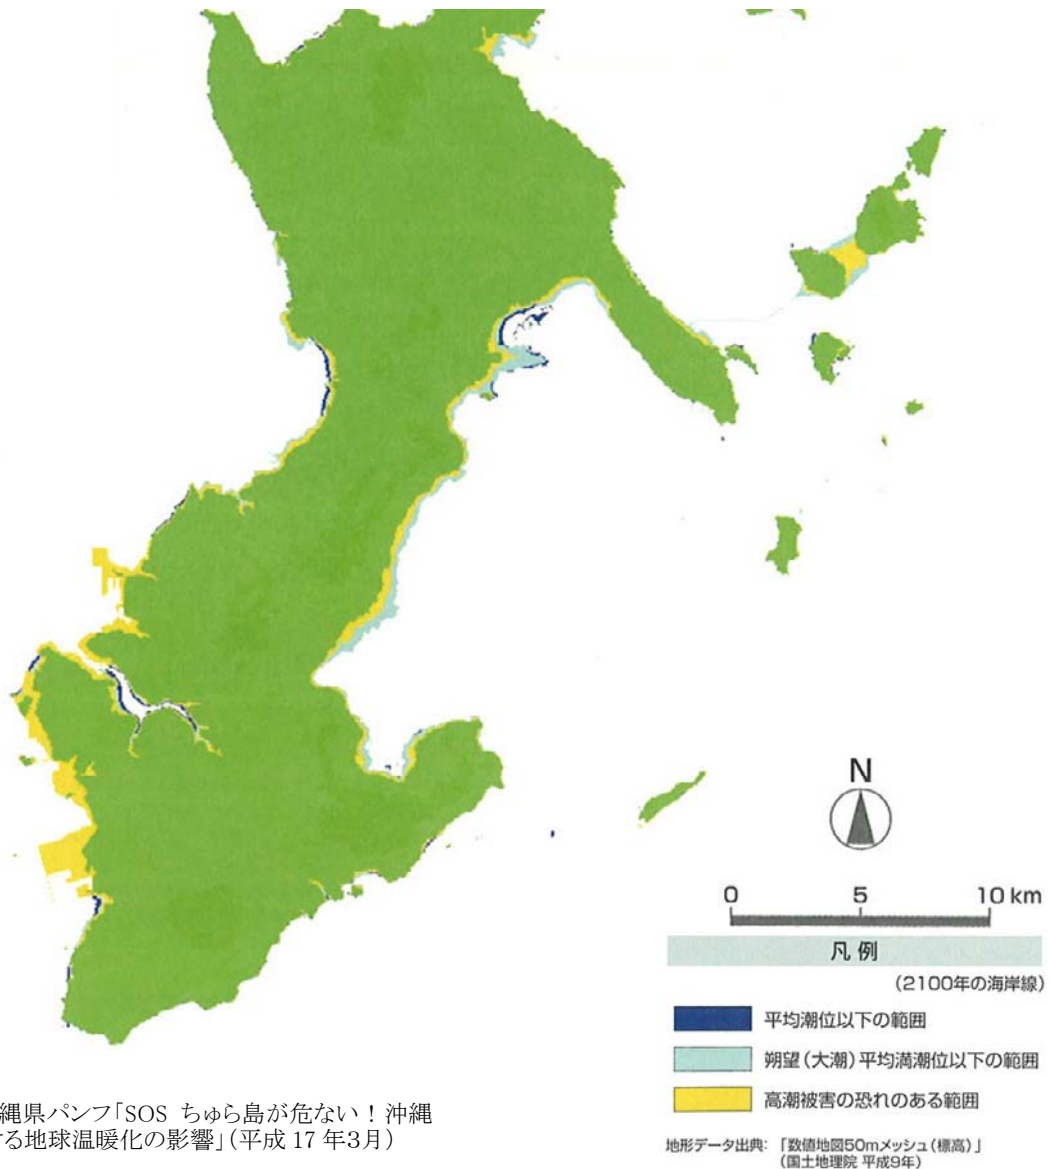 N
0 5 10 km
凡 例
(2100年の海岸線)
平均潮位以下の範囲
朔望(大潮)平均満潮位以下の範囲
高潮被害の恐れのある範囲
縄県パンフ「SOS ちゅら島が危ない！沖縄
る地球温暖化の影響」(平成 17 年3月)
地形データ出典: 「数値地図50mメッシュ(標高)」
(国土地理院 平成9年)